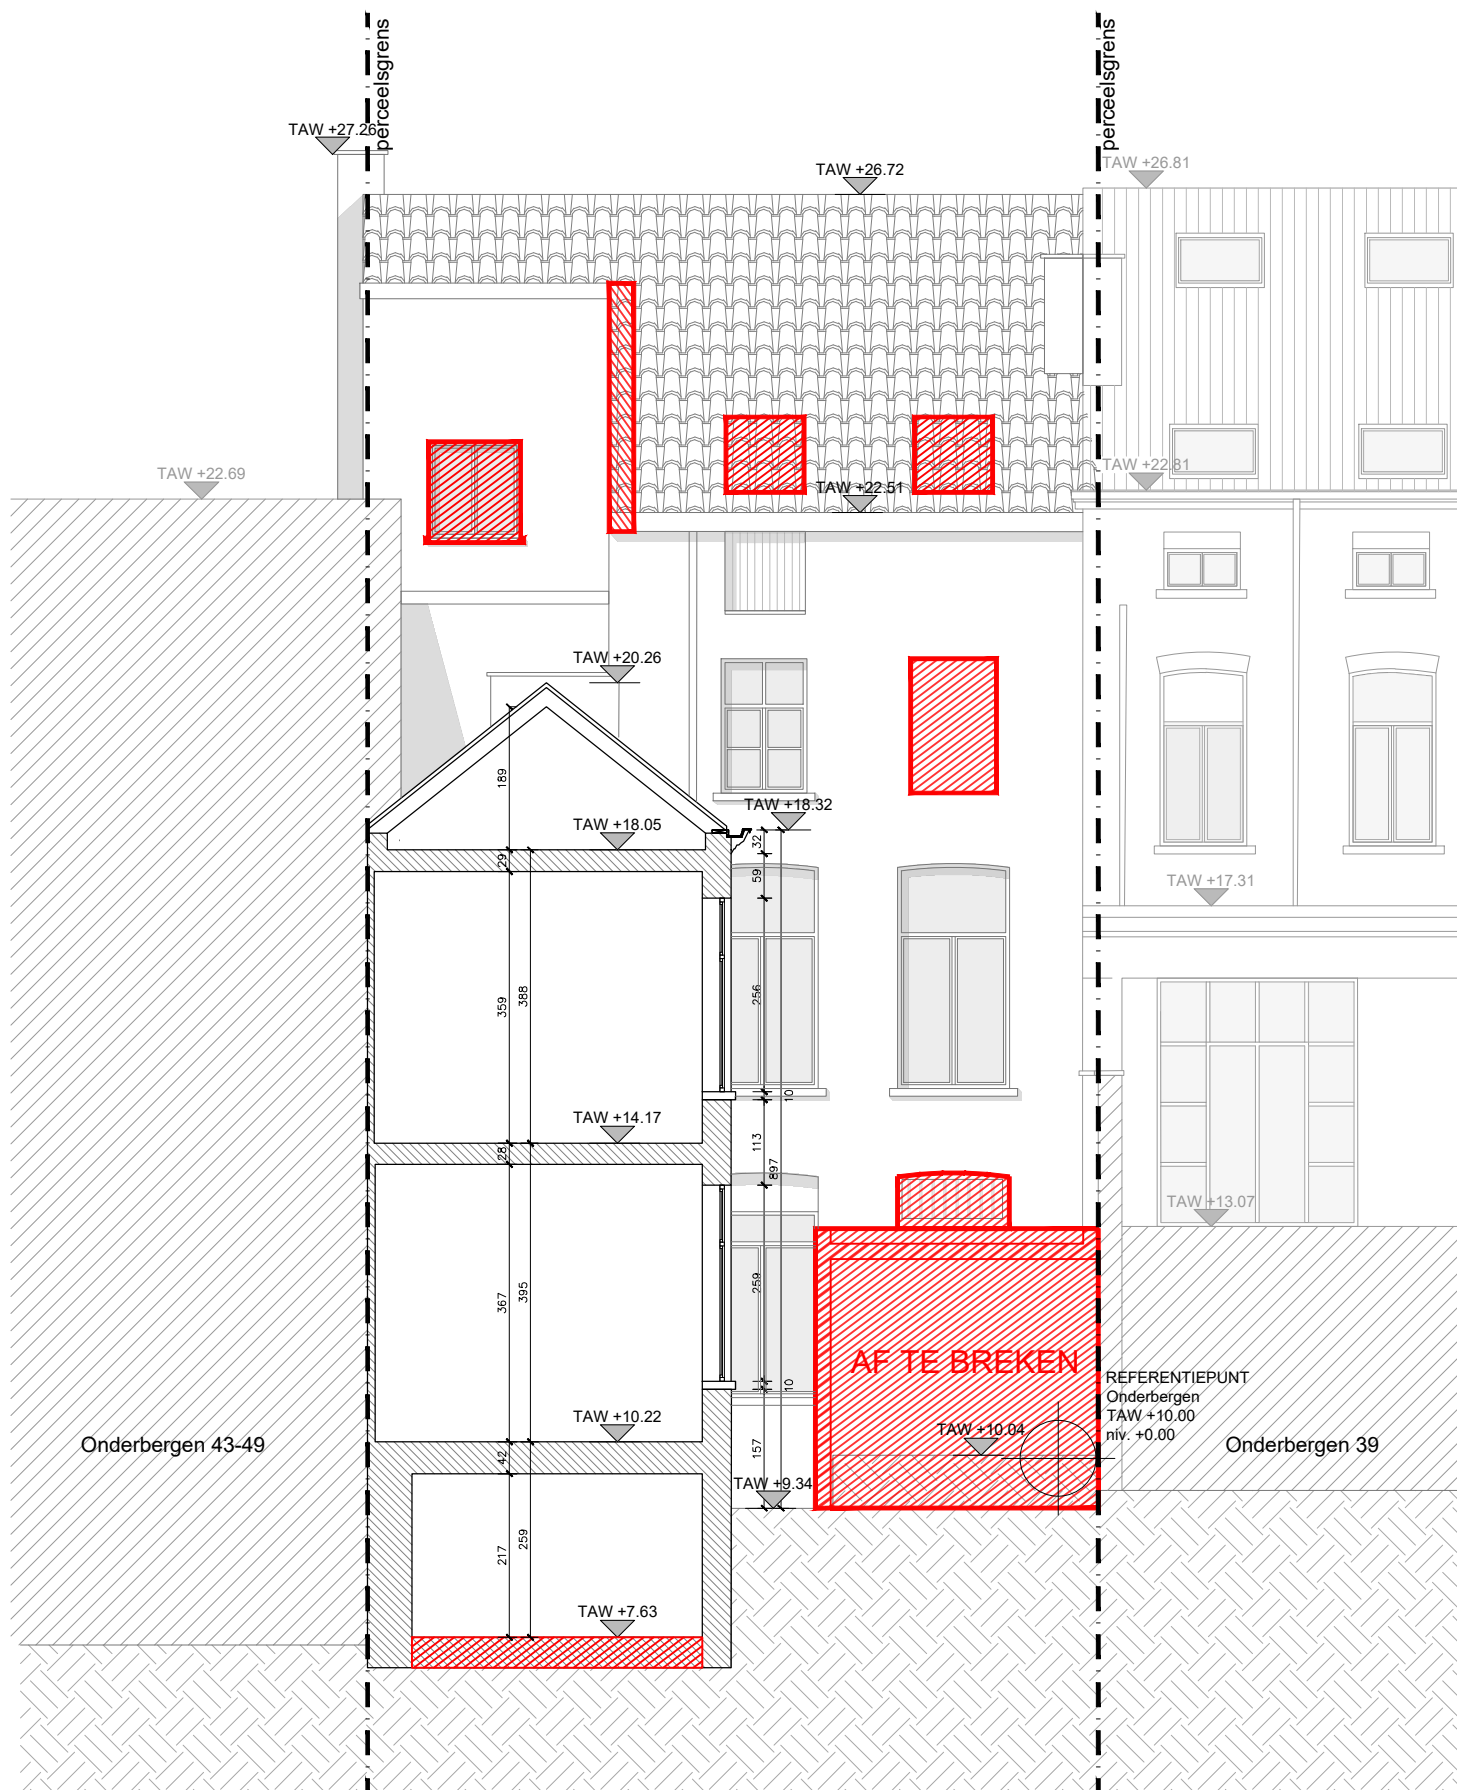 perceelsgrens
perceelsgrens
TAW +27.26
TAW +26.72
TAW +26.81
TAW +22.69
TAW +22.51
TAW +22.81
TAW +20.26
189
TAW +18.32
TAW +18.05
32
29
59
TAW +17.31
359
388
256
10
TAW +14.17
113
28
897
TAW +13.07
259
367
395
AF TE BREKEN
10
REFERENTIEPUNT
Onderbergen
TAW +10.00
niv. +0.00
TAW +10.22
TAW +10.04
Onderbergen 43-49
Onderbergen 39
42
157
TAW +9.34
217
259
TAW +7.63